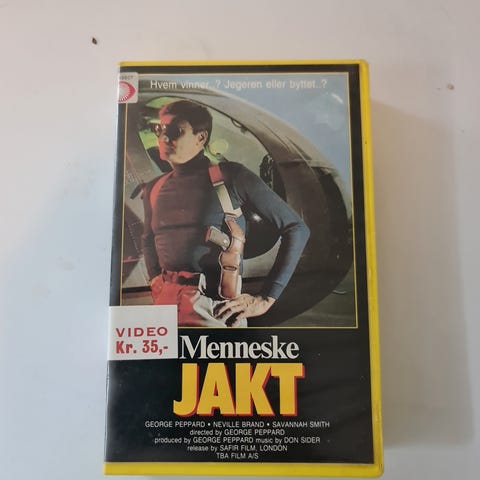 Hvem vinner..? Jegeren eller byttet..?
VIDEO
Kr. 35,-
Menneske
JAKT
GEORGE PEPPARD • NEVILLE BRAND • SAVANNAH SMITH
directed by GEORGE PEPPARD
produced by GEORGE PEPPARD music by DON SIDER
release by SAFIR FILM, LONDON
TBA FILM A/S